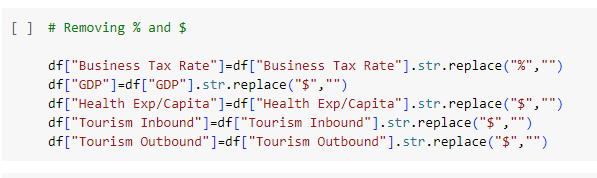 [ ] # Removing % and $
df["Business Tax Rate"]=df["Business Tax Rate"].str.replace("%","")
df["GDP"]=df["GDP"].str.replace("$","")
df["Health Exp/Capita"]=df["Health Exp/Capita"].str.replace("$","")
df["Tourism Inbound"]=df["Tourism Inbound"].str.replace("$","")
df["Tourism Outbound"]=df["Tourism Outbound"].str.replace("$","")